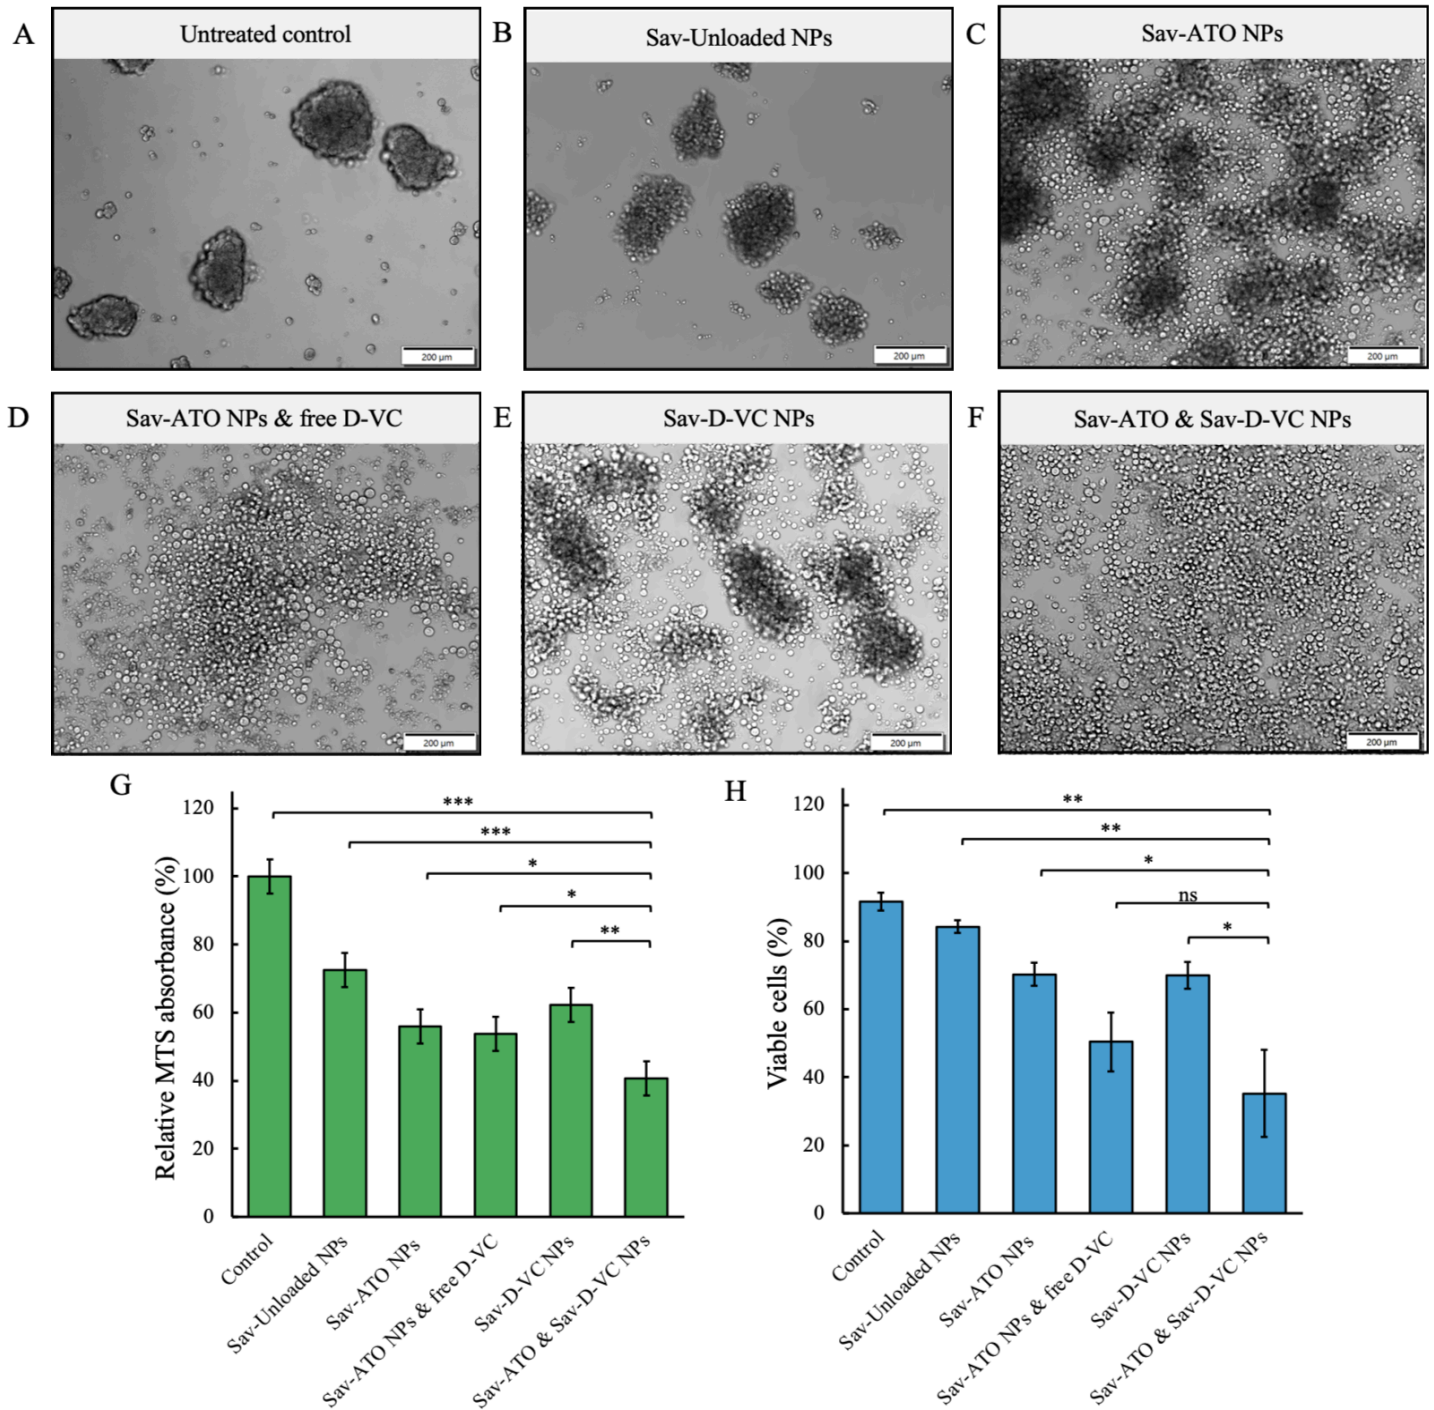 A
Untreated control
200 μm
B
Sav-Unloaded NPs
200 μm
C
Sav-ATO NPs
200 μm
D
Sav-ATO NPs & free D-VC
200 μm
E
Sav-D-VC NPs
200 μm
F
Sav-ATO & Sav-D-VC NPs
200 μm
G
Relative MTS absorbance (%)
120
100
80
60
40
20
0
***
***
*
*
**
Control
Sav-Unloaded NPs
Sav-ATO NPs
Sav-ATO NPs & free D-VC
Sav-D-VC NPs
Sav-ATO & Sav-D-VC NPs
H
Viable cells (%)
120
100
80
60
40
20
0
**
**
*
ns
*
Control
Sav-Unloaded NPs
Sav-ATO NPs
Sav-ATO NPs & free D-VC
Sav-D-VC NPs
Sav-ATO & Sav-D-VC NPs